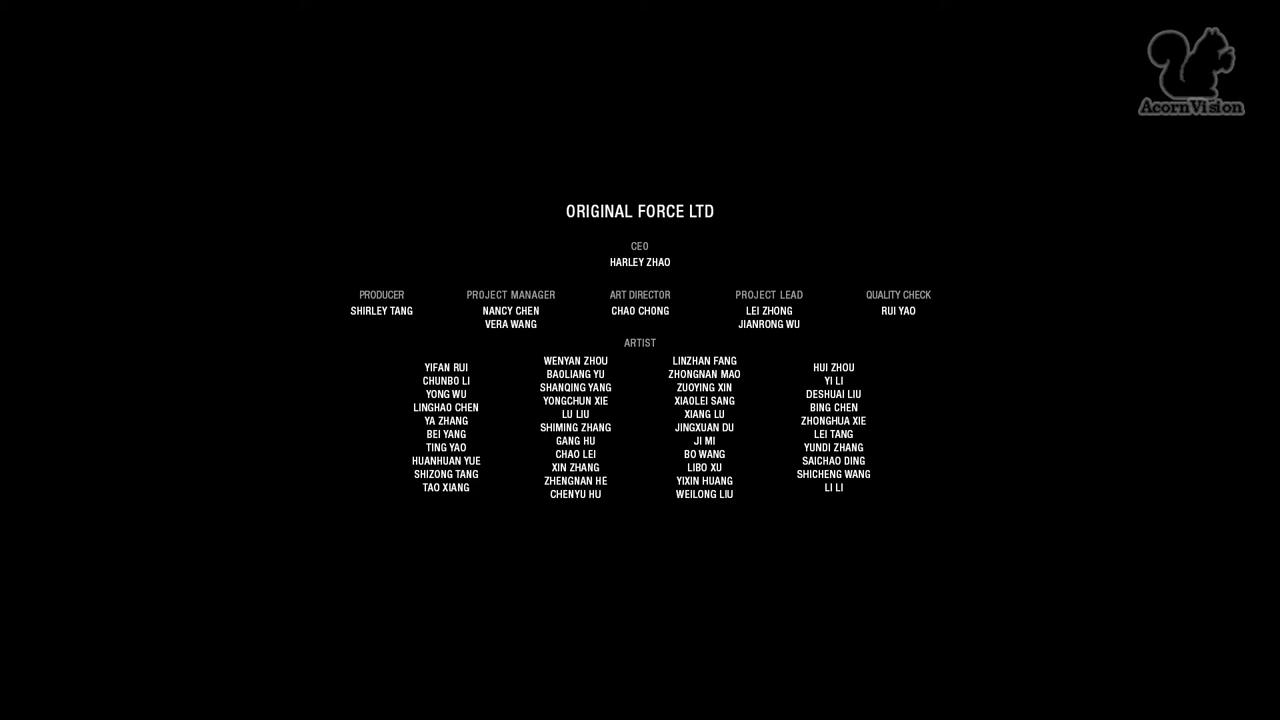 AcornVision
ORIGINAL FORCE LTD
CEO
HARLEY ZHAO
PRODUCER
SHIRLEY TANG
PROJECT MANAGER
NANCY CHEN
VERA WANG
ART DIRECTOR
CHAO CHONG
PROJECT LEAD
LEI ZHONG
JIANRONG WU
QUALITY CHECK
RUI YAO
ARTIST
YIFAN RUI
CHUNBO LI
YONG WU
LINGHAO CHEN
YA ZHANG
BEI YANG
TING YAO
HUANHUAN YUE
SHIZONG TANG
TAO XIANG
WENYAN ZHOU
BAOLIANG YU
SHANQING YANG
YONGCHUN XIE
LU LIU
SHIMING ZHANG
GANG HU
CHAO LEI
XIN ZHANG
ZHENGNAN HE
CHENYU HU
LINZHAN FANG
ZHONGNAN MAO
ZUOYING XIN
XIAOLEI SANG
XIANG LU
JINGXUAN DU
JI MI
BO WANG
LIBO XU
YIXIN HUANG
WEILONG LIU
HUI ZHOU
YI LI
DESHUAI LIU
BING CHEN
ZHONGHUA XIE
LEI TANG
YUNDI ZHANG
SAICHAO DING
SHICHENG WANG
LI LI